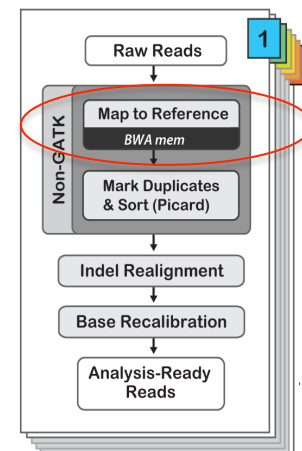 1
Raw Reads
Non-GATK
Map to Reference
BWA mem
Mark Duplicates
& Sort (Picard)
Indel Realignment
Base Recalibration
Analysis-Ready
Reads